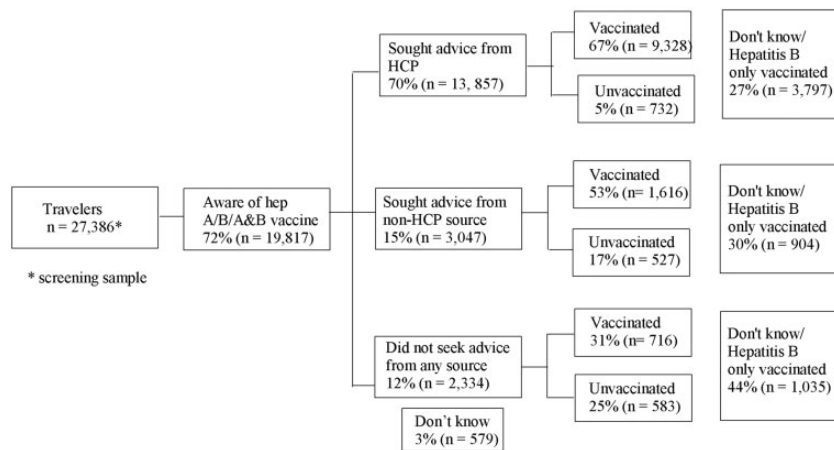 Travelers
n = 27,386*
* screening sample
Aware of hep
A/B/A&B vaccine
72% (n = 19,817)
Sought advice from
HCP
70% (n = 13, 857)
Vaccinated
67% (n = 9,328)
Unvaccinated
5% (n = 732)
Don't know/
Hepatitis B
only vaccinated
27% (n = 3,797)
Sought advice from
non-HCP source
15% (n = 3,047)
Vaccinated
53% (n= 1,616)
Unvaccinated
17% (n = 527)
Don't know/
Hepatitis B
only vaccinated
30% (n = 904)
Did not seek advice
from any source
12% (n = 2,334)
Vaccinated
31% (n= 716)
Unvaccinated
25% (n = 583)
Don't know/
Hepatitis B
only vaccinated
44% (n = 1,035)
Don’t know
3% (n = 579)